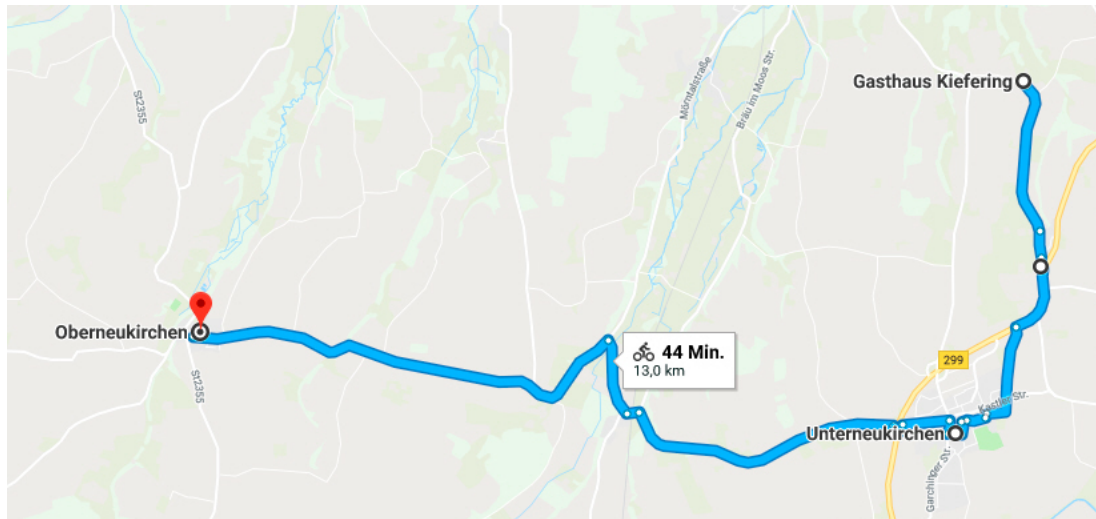 St2355
Mörntalstraße
Bräu im Moos Str.
Gasthaus Kiefering
Oberneukirchen
44 Min.
13,0 km
299
St2355
Kastler Str.
Unterneukirchen
Garchinger Str.